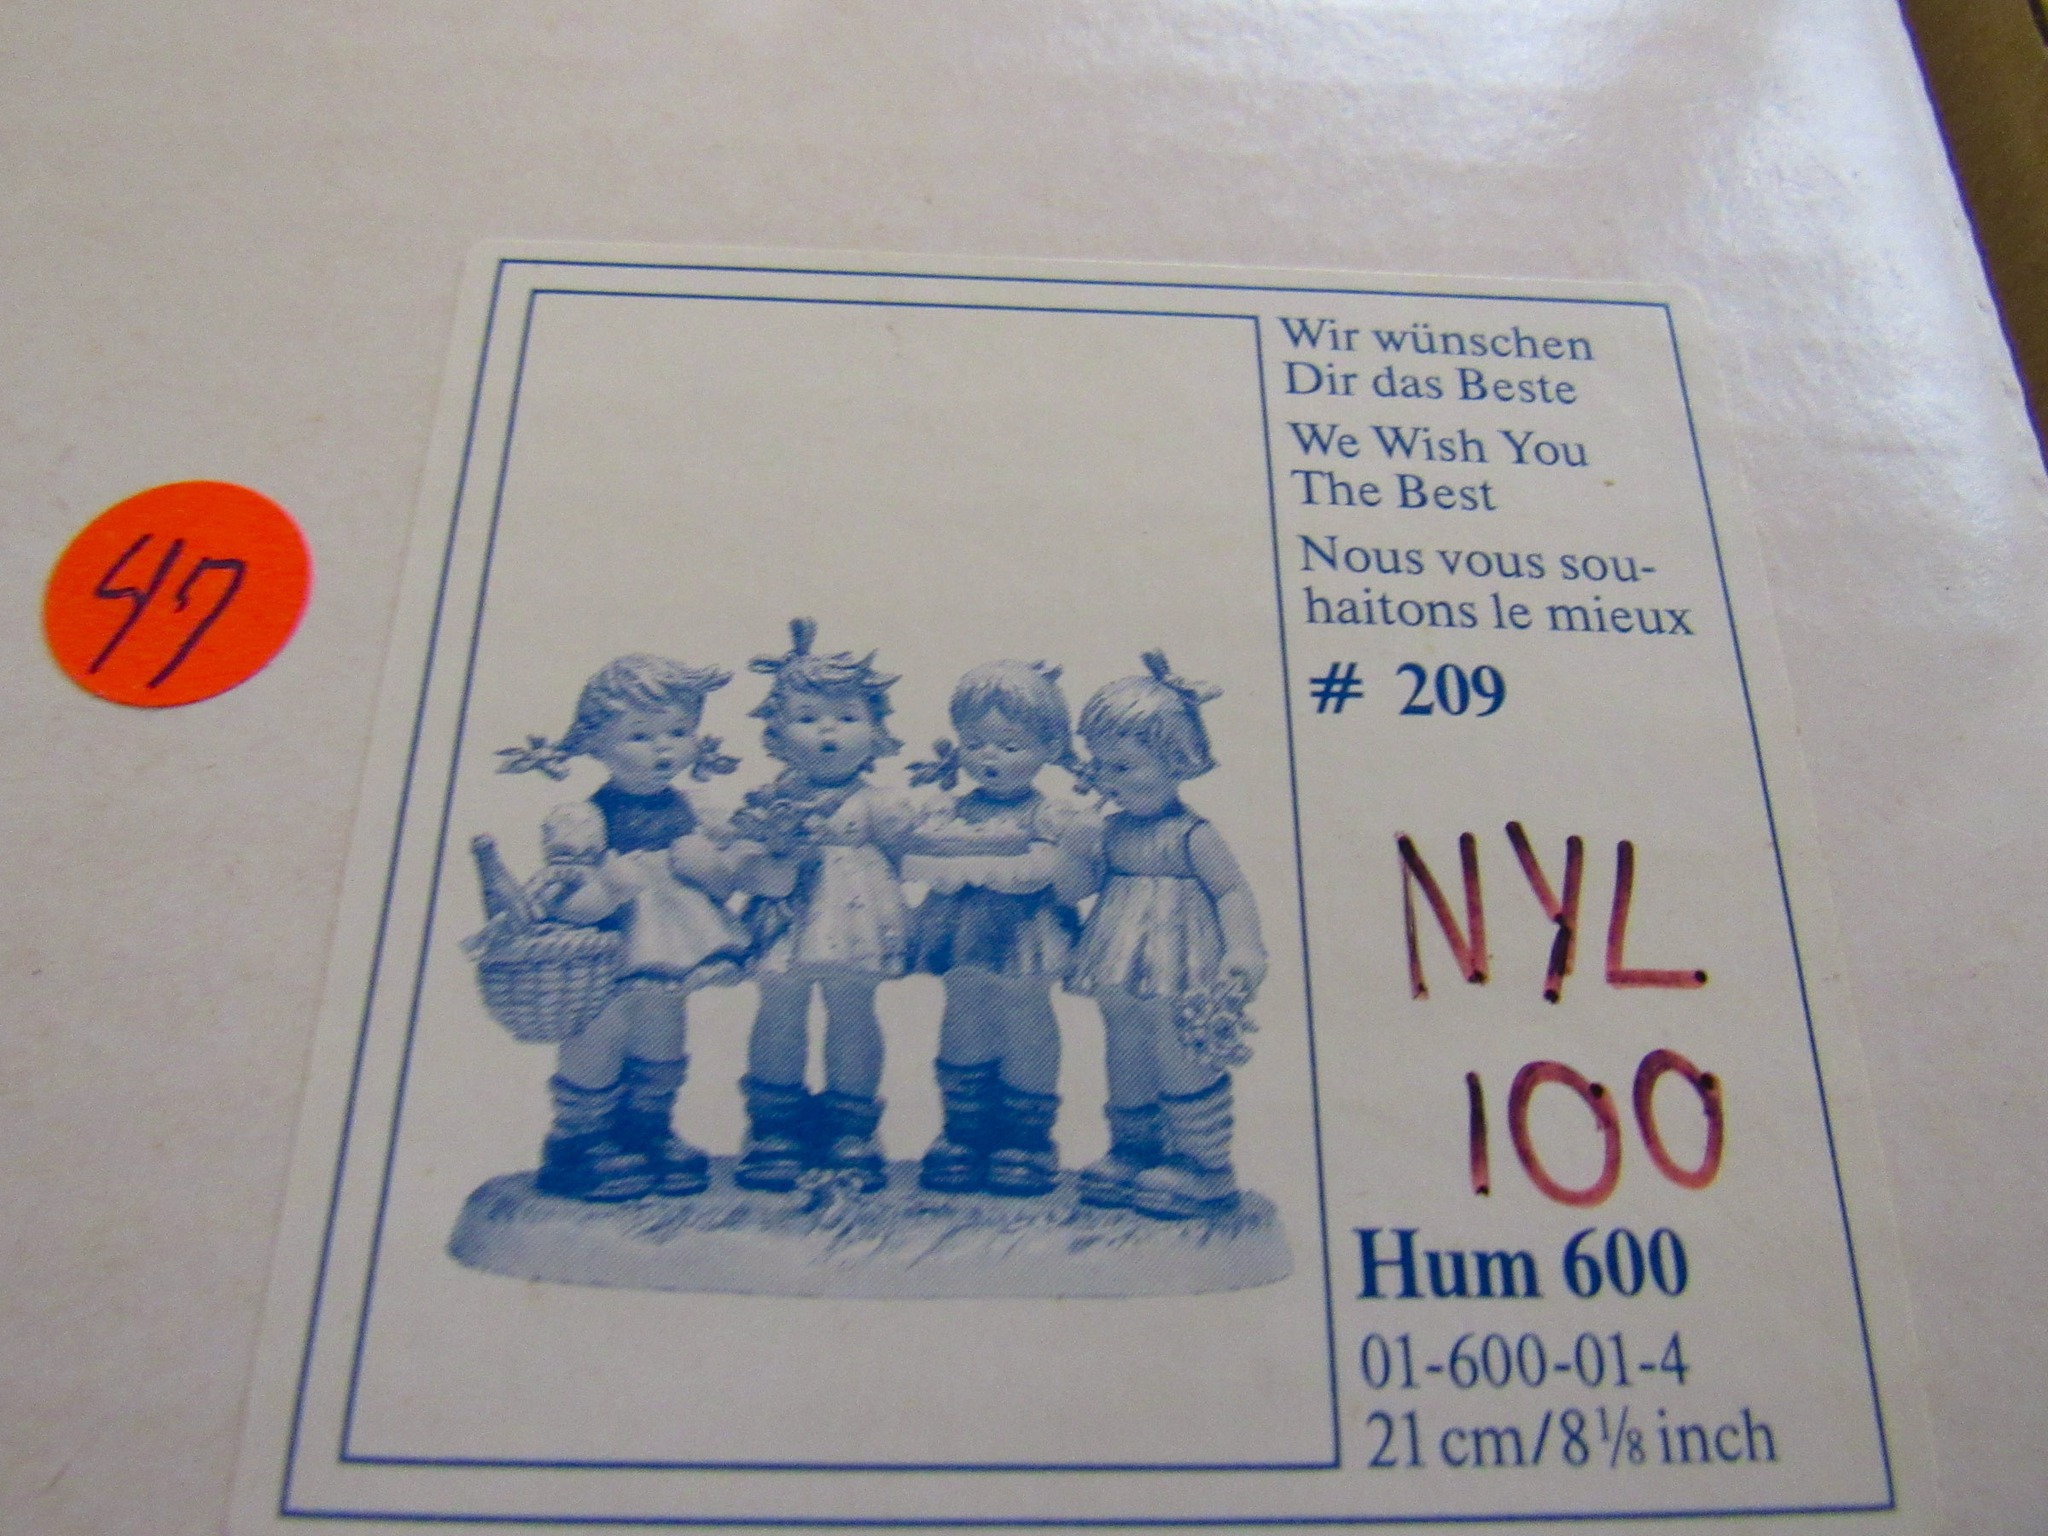 47
Wir wünschen
Dir das Beste
We Wish You
The Best
Nous vous sou-
haitons le mieux
# 209
NYL
100
Hum 600
01-600-01-4
21 cm/8 ⅛ inch